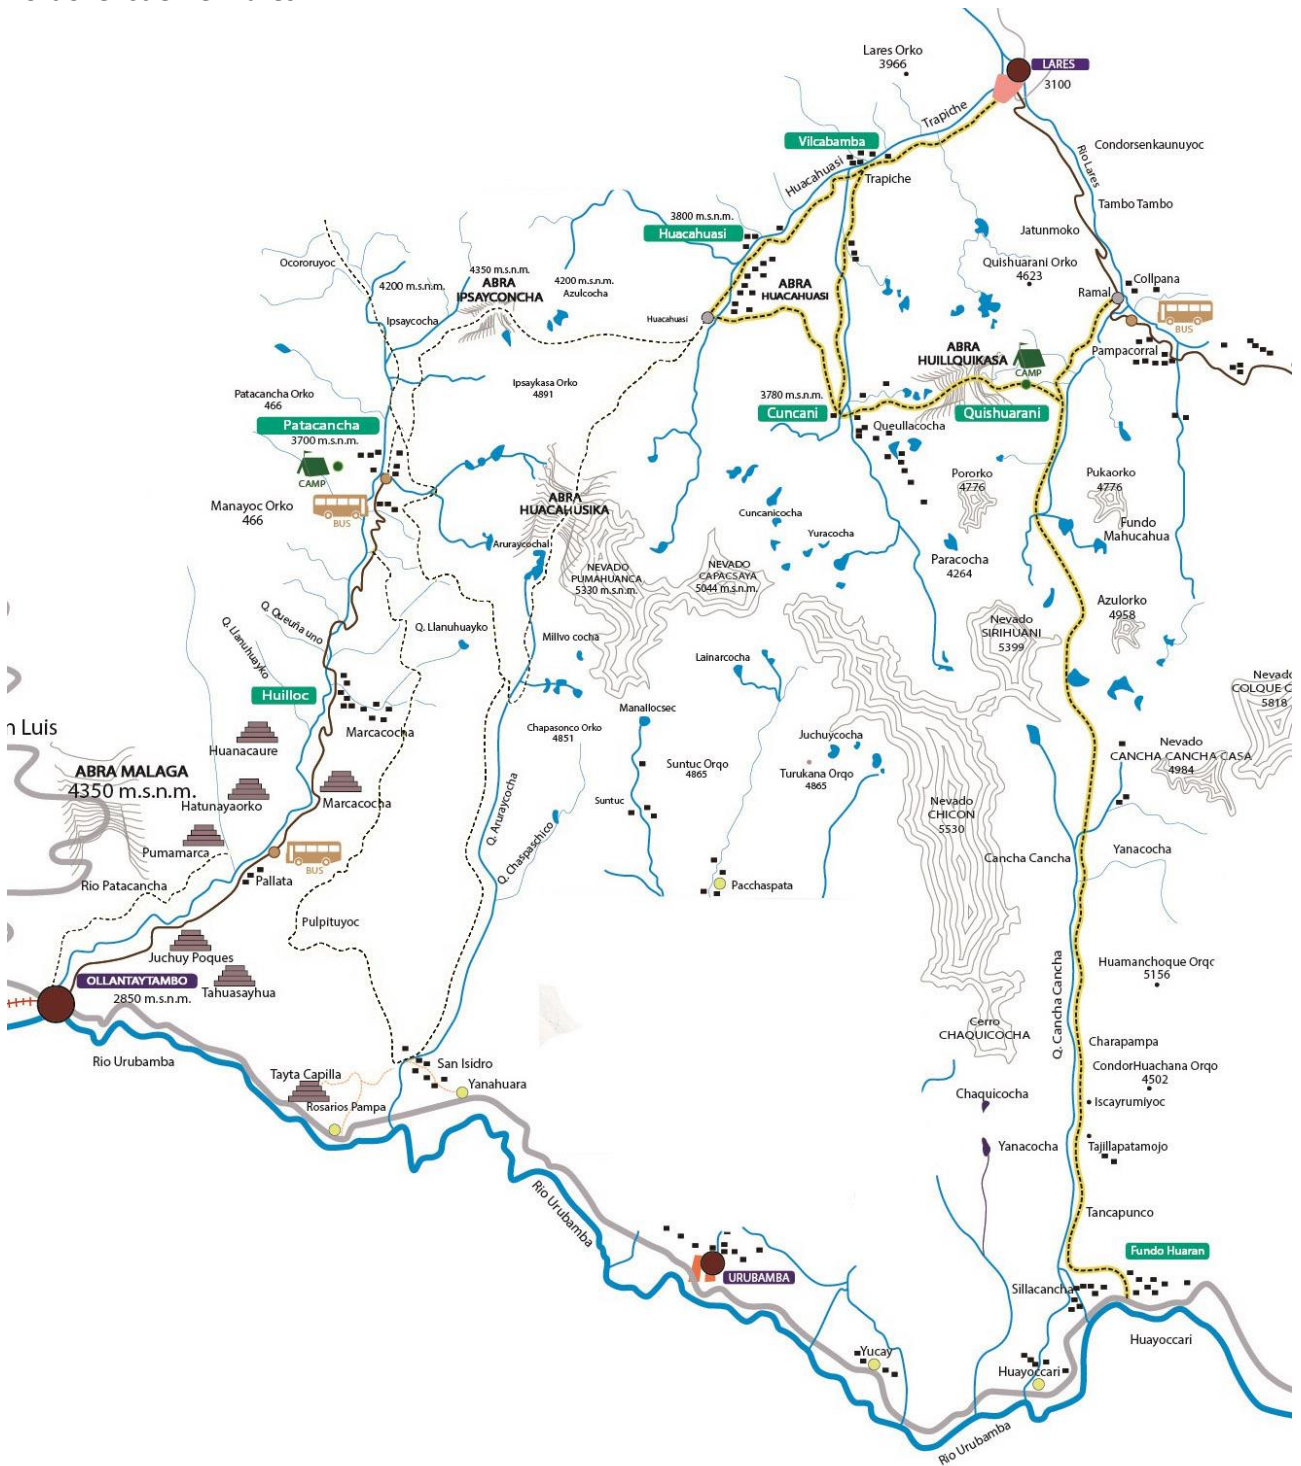 Lares Orko
3966
LARES
3100
Trapiche
Vilcabamba
Condorsenkaunuyoc
Huacahuasi
Trapiche
Rio Lares
Tambo Tambo
3800 m.s.n.m.
Huacahuasi
Jatunmoko
Ocororuyoc
4200 m.s.n.m.
4350 m.s.n.m.
ABRA
IPSAYCONCHA
4200 m.s.n.m.
Azulcocha
ABRA
HUACAHUASI
Quishuarani Orko
4623
Collpana
Ramal
Ipsaycocha
Huacahuasi
BUS
ABRA
HUILLQUIKASA
CAMP
Pampacorral
Patacancha Orko
466
Ipsaykasa Orko
4891
3780 m.s.n.m.
Cuncani
Quishuarani
Patacancha
3700 m.s.n.m.
Queullacocha
CAMP
Pororko
4776
Pukaorko
4776
Manayoc Orko
466
BUS
ABRA
HUACAHUSIKA
Cuncanicocha
Yuracocha
Fundo
Mahucahua
Aruraycochal
Paracocha
4264
NEVADO
PUMAHUANCA
5330 m.s.n.m.
NEVADO
CAPACSAYA
5044 m.s.n.m.
Azulorko
4958
Q. Queuña uno
Q. Llanuhuayko
Q. Llanuhuayko
Millvo cocha
Nevado
SIRIHUANI
5399
Lainarcocha
Huilloc
Nevado
COLQUE C
5818
Manallocsec
n Luis
Marcacocha
Chapasonco Orko
4851
Juchuycocha
Huanacaure
Nevado
CANCHA CANCHA CASA
4984
Suntuc Orqo
4865
Turukana Orqo
4865
ABRA MALAGA
4350 m.s.n.m.
Hatunayaorko
Marcacocha
Suntuc
Nevado
CHICON
5530
Q. Aruraycocha
Q. Chaspaschico
Pumamarca
BUS
Cancha Cancha
Yanacocha
Rio Patacancha
Pallata
Pacchaspata
Pulpituyoc
Juchuy Poques
Huamanchoque Orqc
5156
OLLANTAYTAMBO
2850 m.s.n.m.
Tahuasayhua
Q. Cancha Cancha
Cerro
CHAQUICOCHA
Charapampa
Rio Urubamba
San Isidro
CondorHuachana Orqo
4502
Tayta Capilla
Yanahuara
Rosarios Pampa
Chaquicocha
Iscayrumiyoc
Yanacocha
Tajillapatamojo
Rio Urubamba
Tancapunco
Fundo Huaran
URUBAMBA
Sillacancha
Huayoccari
Yucay
Huayoccari
Rio Urubamba